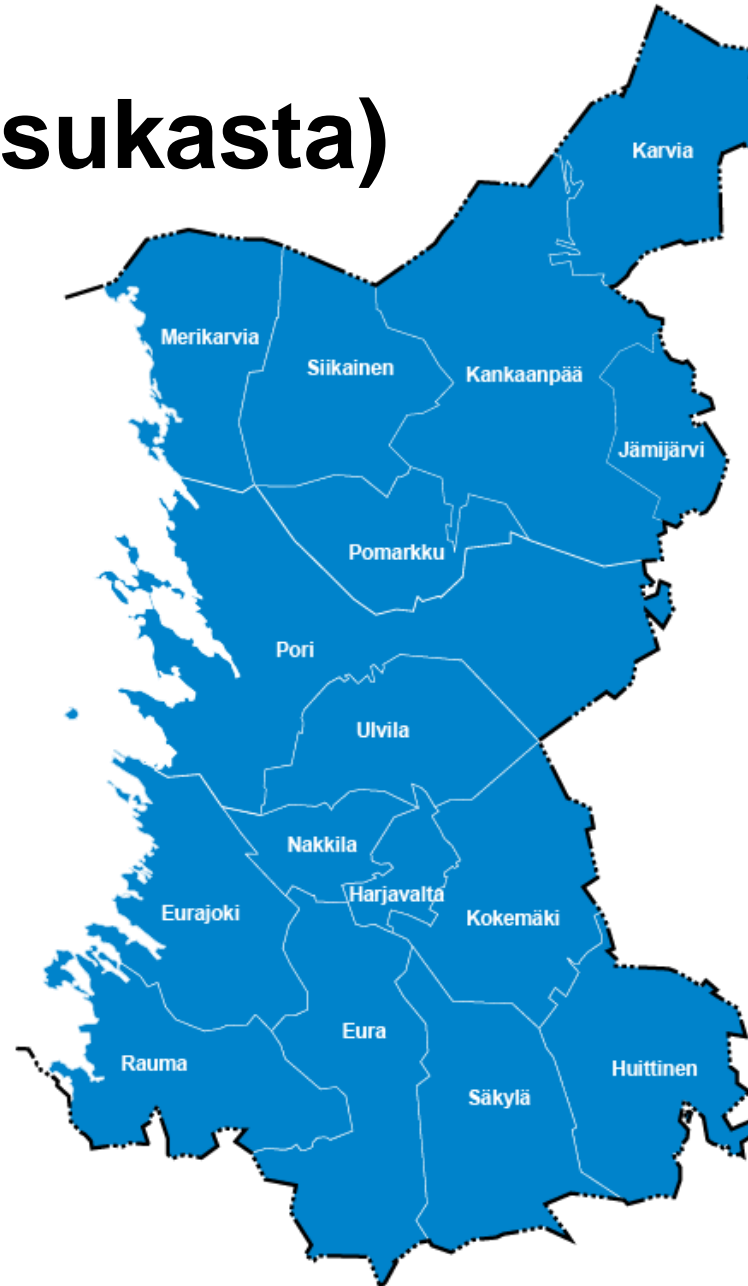 sukasta)
Karvia
Merikarvia
Siikainen
Kankaanpää
Jämijärvi
Pomarkku
Pori
Ulvila
Nakkila
Harjavalta
Eurajoki
Kokemäki
Eura
Rauma
Huittinen
Säkylä